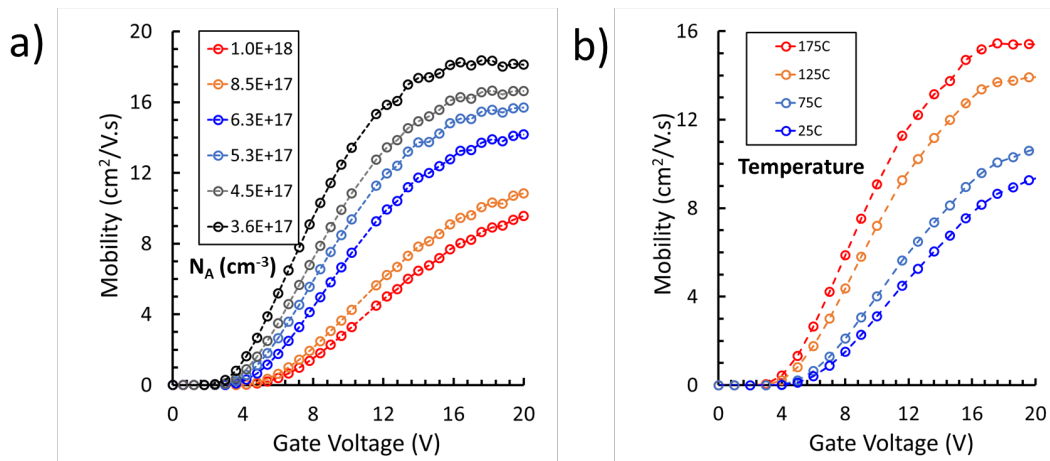 a)
Mobility (cm²/V.s)
20
16
12
8
4
0
1.0E+18
8.5E+17
6.3E+17
5.3E+17
4.5E+17
3.6E+17
N_A (cm⁻³)
0 4 8 12 16 20
Gate Voltage (V)
b)
Mobility (cm²/V.s)
16
12
8
4
0
175C
125C
75C
25C
Temperature
0 4 8 12 16 20
Gate Voltage (V)